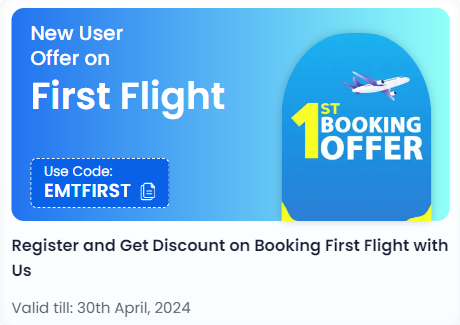 New User
Offer on
First Flight
Use Code:
EMTFIRST
1ST
BOOKING
OFFER
Register and Get Discount on Booking First Flight with
Us
Valid till: 30th April, 2024